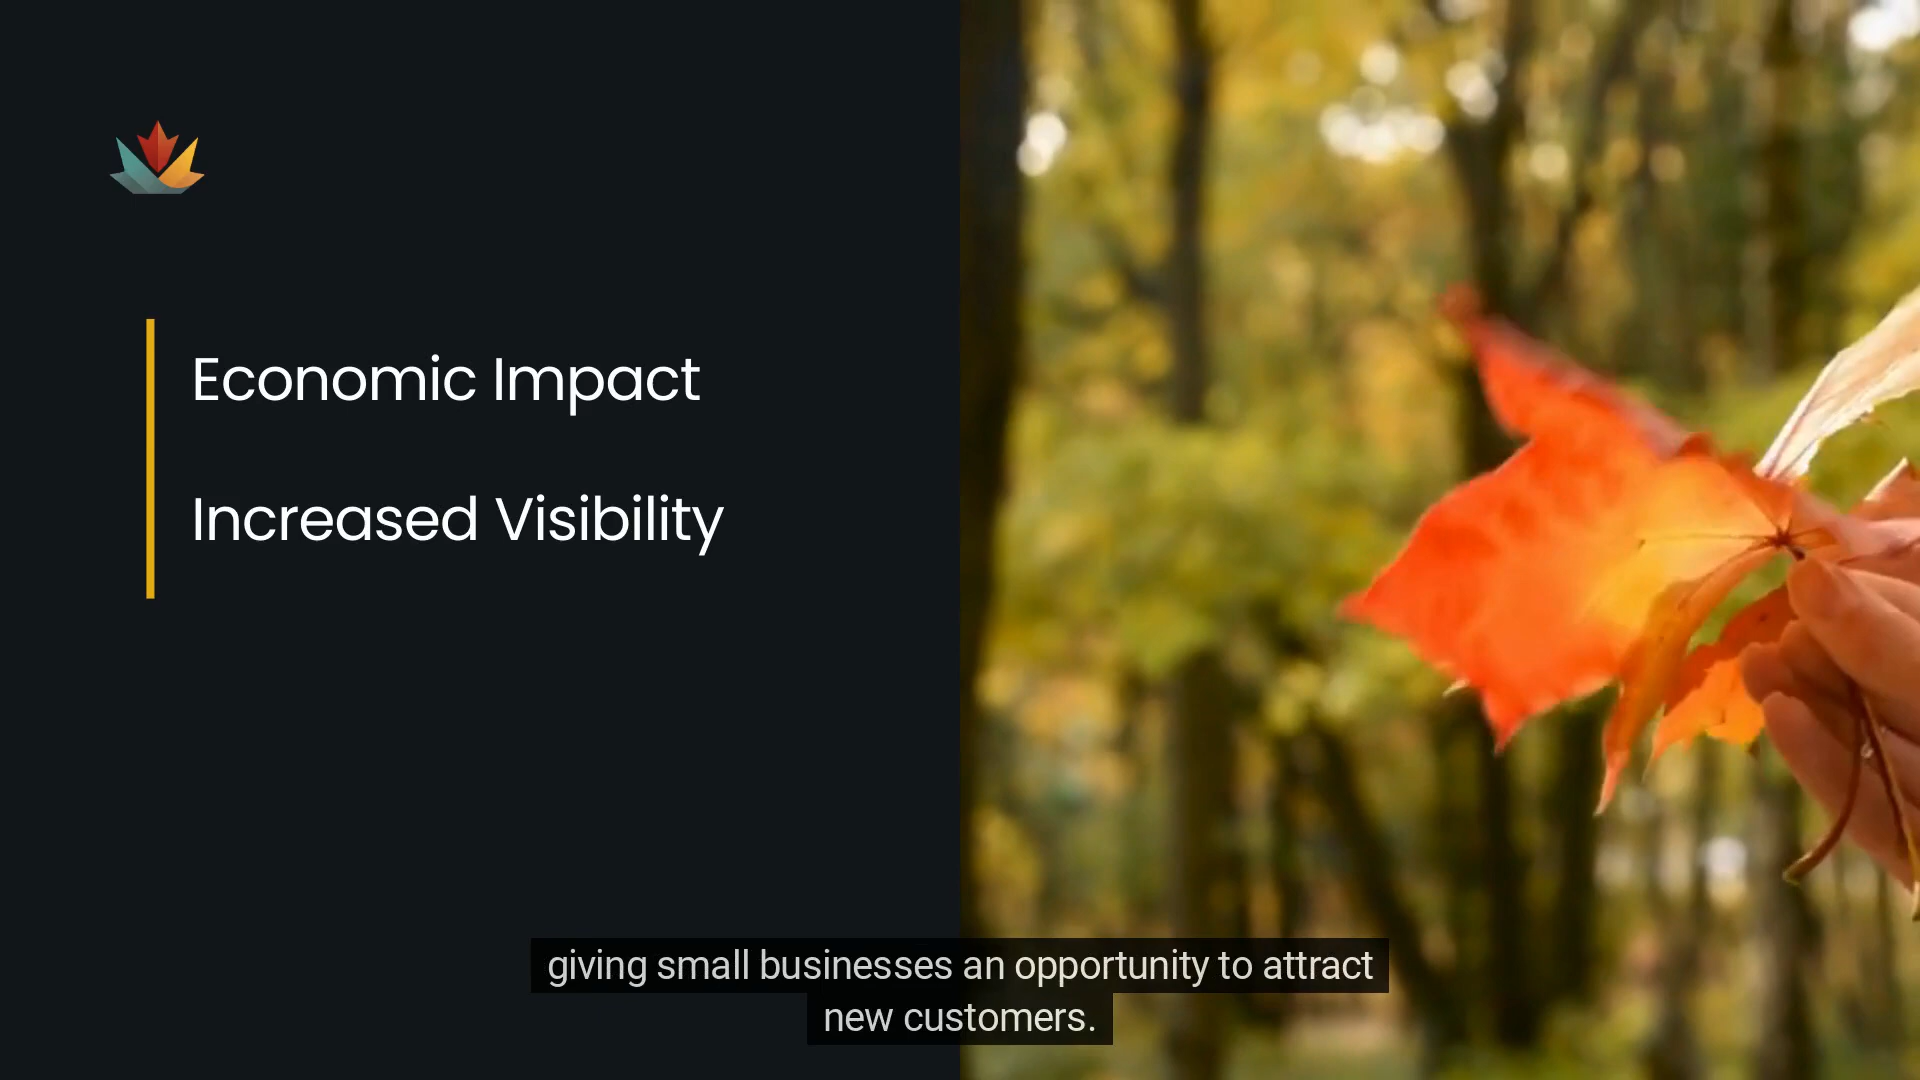 Economic Impact
Increased Visibility
giving small businesses an opportunity to attract
new customers.